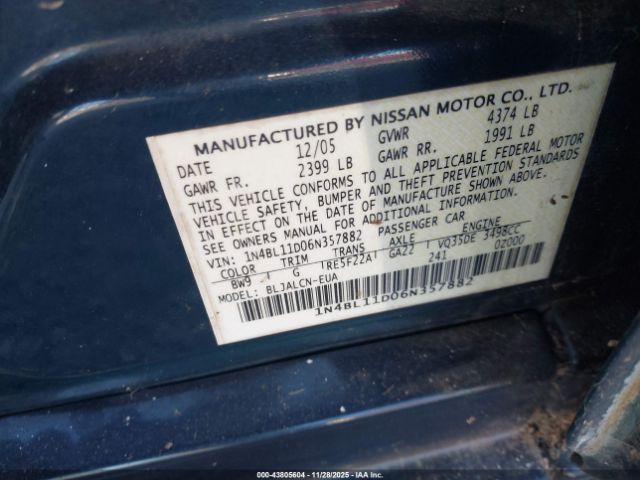 MANUFACTURED BY NISSAN MOTOR CO., LTD.
DATE 12/05 GVWR 4374 LB
GAWR FR. 2399 LB GAWR RR. 1991 LB
THIS VEHICLE CONFORMS TO ALL APPLICABLE FEDERAL MOTOR
VEHICLE SAFETY, BUMPER AND THEFT PREVENTION STANDARDS
IN EFFECT ON THE DATE OF MANUFACTURE SHOWN ABOVE.
SEE OWNERS MANUAL FOR ADDITIONAL
VIN: 1N4BL11D06N357882 PASSENGER CAR
COLOR TRIM TRANS AXLE ENGINE
BW9 G RE5F22A GA22 VQ35DE 3498CC
MODEL: BLJALCN-EUA 241 0Z000
1N4BL11D06N357882
000-43805604 | 11/28/2025 | IAA Inc.